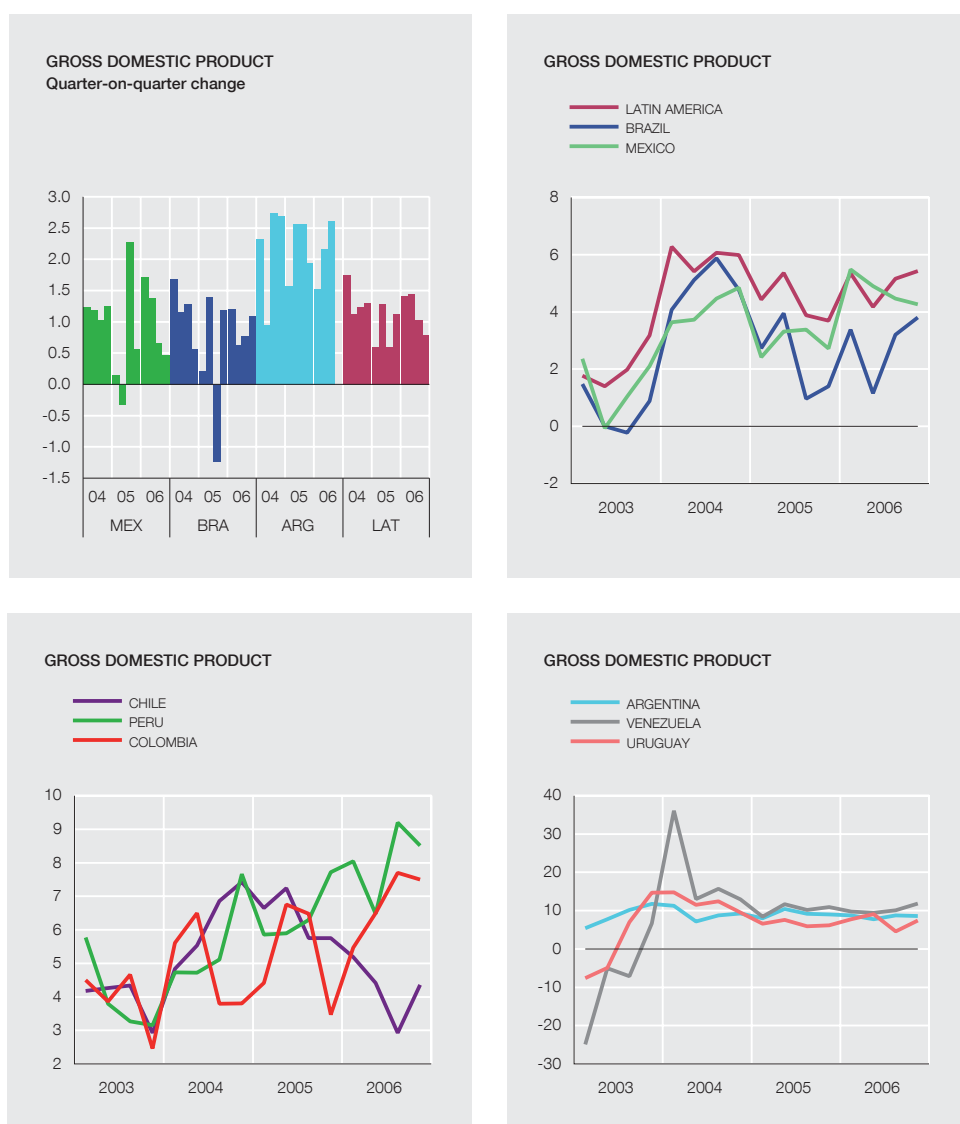 GROSS DOMESTIC PRODUCT
Quarter-on-quarter change
3.0
2.5
2.0
1.5
1.0
0.5
0.0
-0.5
-1.0
-1.5
04 05 06 04 05 06 04 05 06 04 05 06
MEX BRA ARG LAT
GROSS DOMESTIC PRODUCT
LATIN AMERICA
BRAZIL
MEXICO
8
6
4
2
0
-2
2003 2004 2005 2006
GROSS DOMESTIC PRODUCT
CHILE
PERU
COLOMBIA
10
9
8
7
6
5
4
3
2
2003 2004 2005 2006
GROSS DOMESTIC PRODUCT
ARGENTINA
VENEZUELA
URUGUAY
40
30
20
10
0
-10
-20
-30
2003 2004 2005 2006